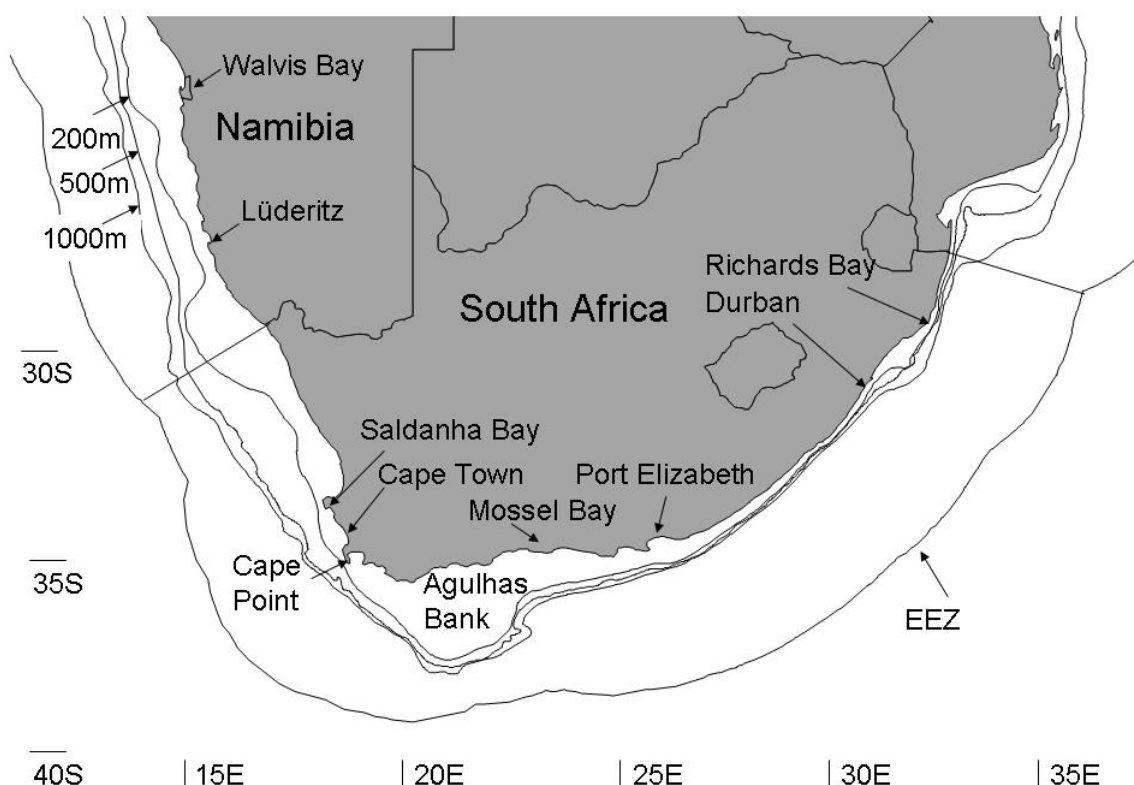 Walvis Bay
Namibia
200m
500m
1000m
Lüderitz
Richards Bay
Durban
South Africa
30S
Saldanha Bay
Cape Town
Port Elizabeth
Mossel Bay
Cape
Point
35S
Agulhas
Bank
EEZ
40S
15E
20E
25E
30E
35E